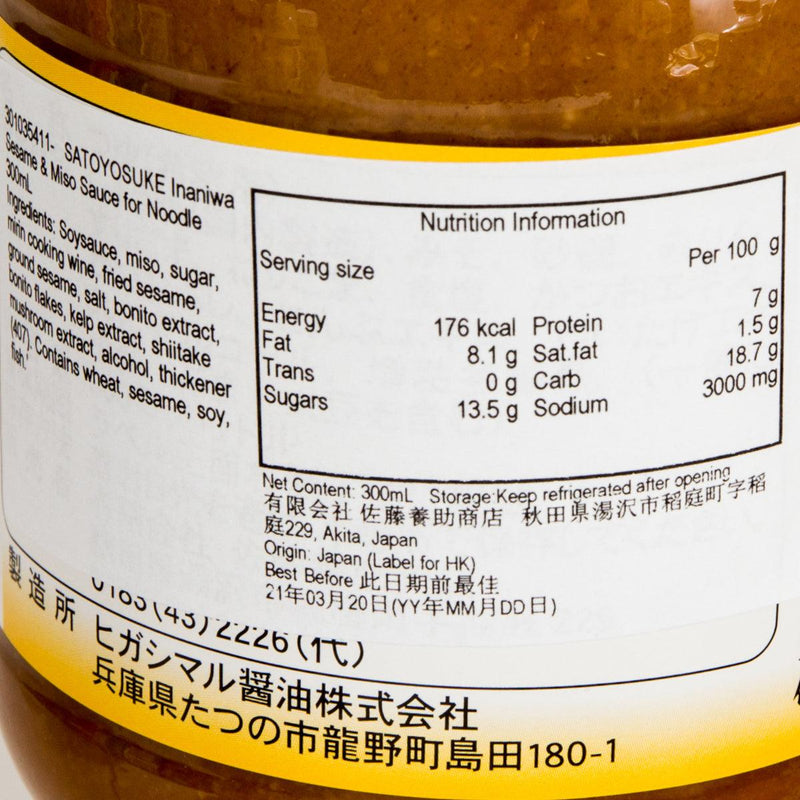 301035411- SATOYOSUKE Inaniwa
Sesame & Miso Sauce for Noodle
300mL
Ingredients: Soysauce, miso, sugar,
mirin cooking wine, fried sesame,
ground sesame, salt, bonito extract,
bonito flakes, kelp extract, shiitake
mushroom extract, alcohol, thickener
(407). Contains wheat, sesame, soy,
fish.
Nutrition Information
Serving size Per 100 g
Energy 176 kcal Protein 7 g
Fat 8.1 g Sat.fat 1.5 g
Trans 0 g Carb 18.7 g
Sugars 13.5 g Sodium 3000 mg
Net Content: 300mL Storage:Keep refrigerated after opening
有限会社 佐藤養助商店 秋田県湯沢市稲庭町字稲
庭229, Akita, Japan
Origin: Japan (Label for HK)
Best Before 此日期前最佳
21年03月20日(YY年MM月DD日)
0183(43)2226(代)
製造所 ヒガシマル醤油株式会社
兵庫県たつの市龍野町島田180-1